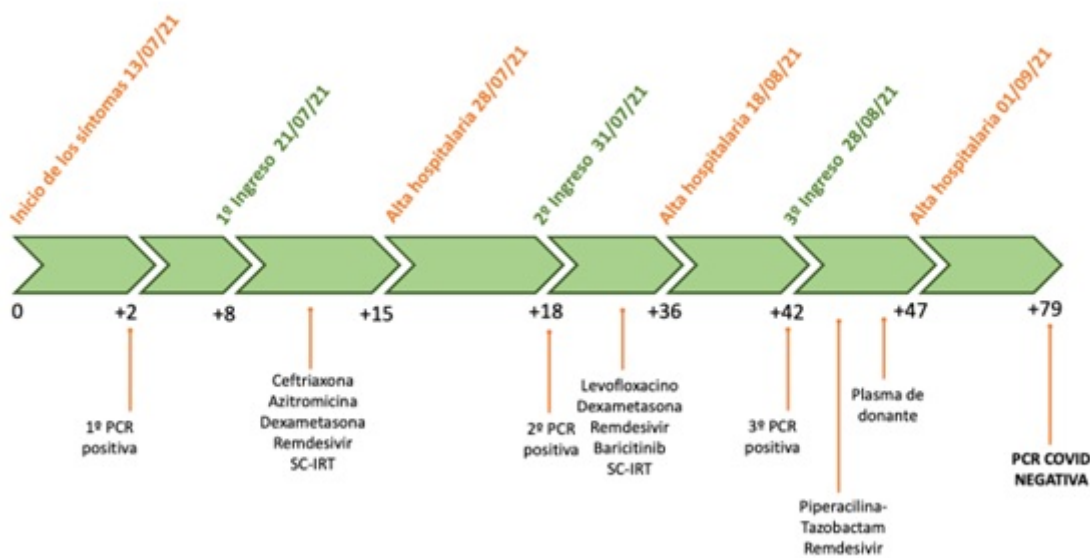 Inicio de los síntomas 13/07/21
1º Ingreso 21/07/21
Alta hospitalaria 28/07/21
2º Ingreso 31/07/21
Alta hospitalaria 18/08/21
3º Ingreso 28/08/21
Alta hospitalaria 01/09/21
0
+2
+8
+15
+18
+36
+42
+47
+79
1º PCR
positiva
Ceftriaxona
Azitromicina
Dexametasona
Remdesivir
SC-IRT
2º PCR
positiva
Levofloxacino
Dexametasona
Remdesivir
Baricitinib
SC-IRT
3º PCR
positiva
Piperacilina-
Tazobactam
Remdesivir
Plasma de
donante
PCR COVID
NEGATIVA